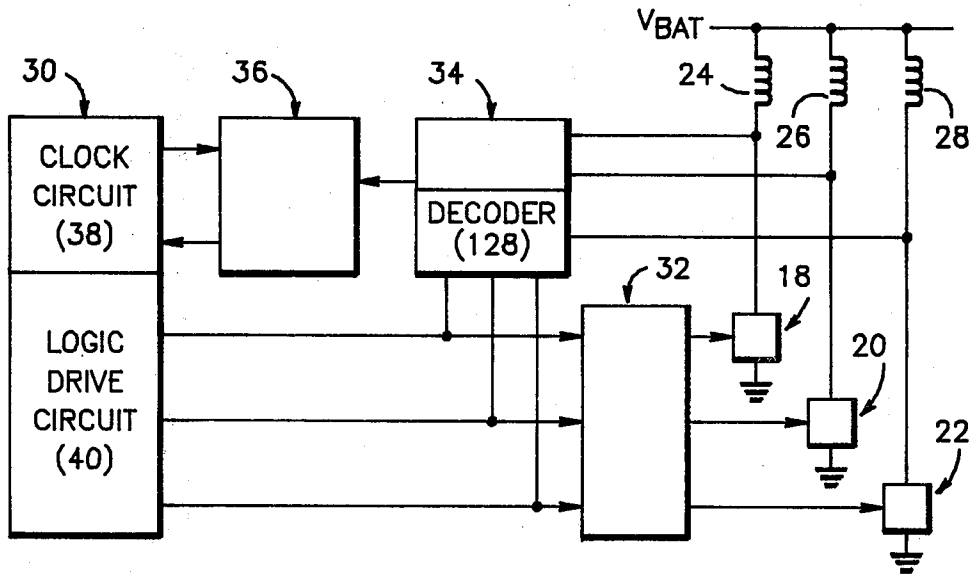 V_BAT
30
36
34
24
26
28
CLOCK
CIRCUIT
(38)
DECODER
(128)
32
18
LOGIC
DRIVE
CIRCUIT
(40)
20
22